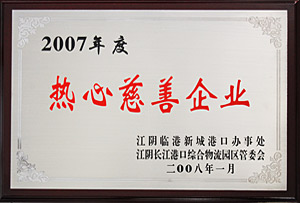 2007年度
热心慈善企业
江阴临港新城港口办事处
江阴长江港口综合物流园区管委会
二00八年一月